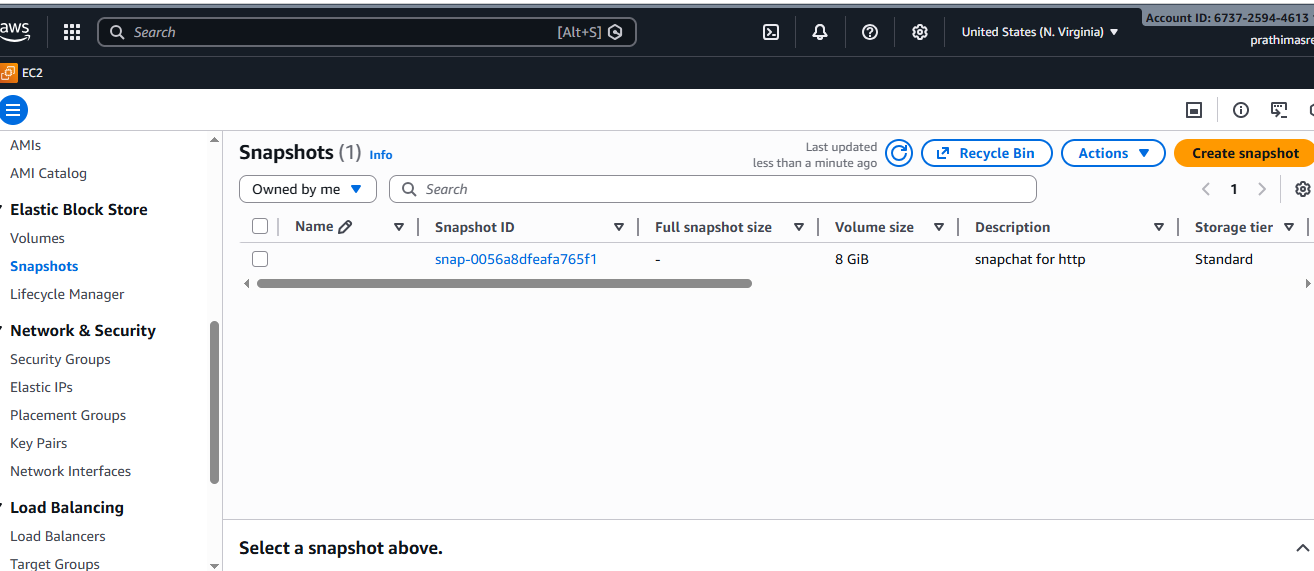 aws
Search [Alt+S]
United States (N. Virginia)
Account ID: 6737-2594-4613
prathimasre
EC2
AMIs
AMI Catalog
Elastic Block Store
Volumes
Snapshots
Lifecycle Manager
Network & Security
Security Groups
Elastic IPs
Placement Groups
Key Pairs
Network Interfaces
Load Balancing
Load Balancers
Target Groups
Snapshots (1) Info
Last updated
less than a minute ago
Recycle Bin
Actions
Create snapshot
Owned by me
Search
1
Name Snapshot ID Full snapshot size Volume size Description Storage tier
snap-0056a8dfeafa765f1 - 8 GiB snapchat for http Standard
Select a snapshot above.